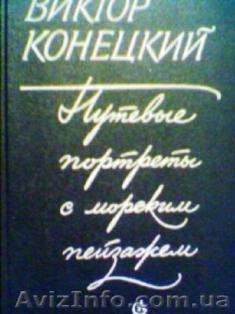 ВИКТОР
КОНЕЦКИЙ
Путевые
портреты
с морским
пейзажем
AvizInfo.com.ua